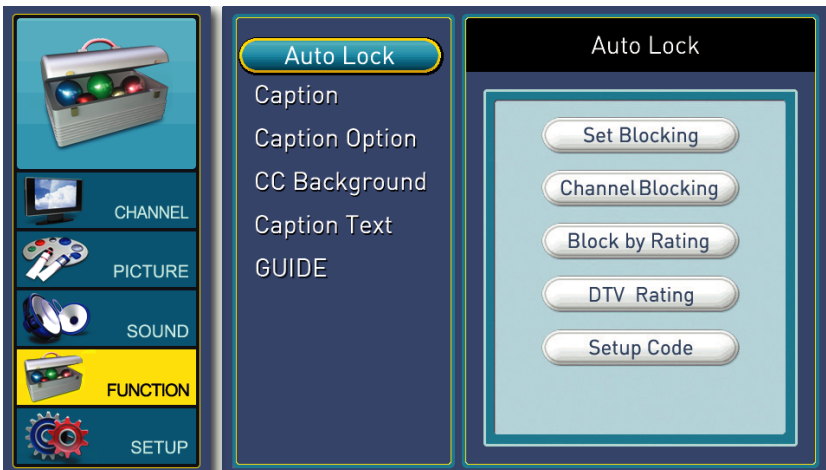 CHANNEL
PICTURE
SOUND
FUNCTION
SETUP
Auto Lock
Caption
Caption Option
CC Background
Caption Text
GUIDE
Auto Lock
Set Blocking
Channel Blocking
Block by Rating
DTV Rating
Setup Code